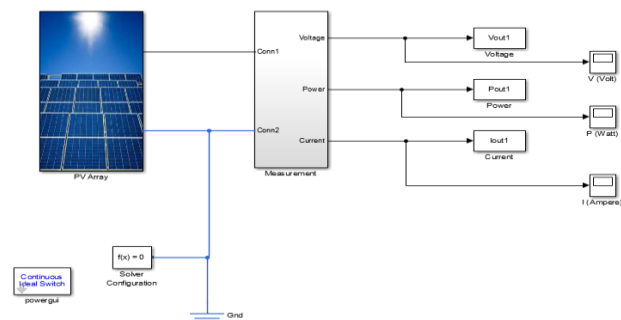 Voltage
Vout1
Voltage
Conn1
V (Volt)
Power
Pout1
Power
P (Watt)
Conn2
Current
Iout1
Current
PV Array
Measurement
I (Ampere)
f(x) = 0
Solver
Configuration
Continuous
Ideal Switch
powergui
Gnd